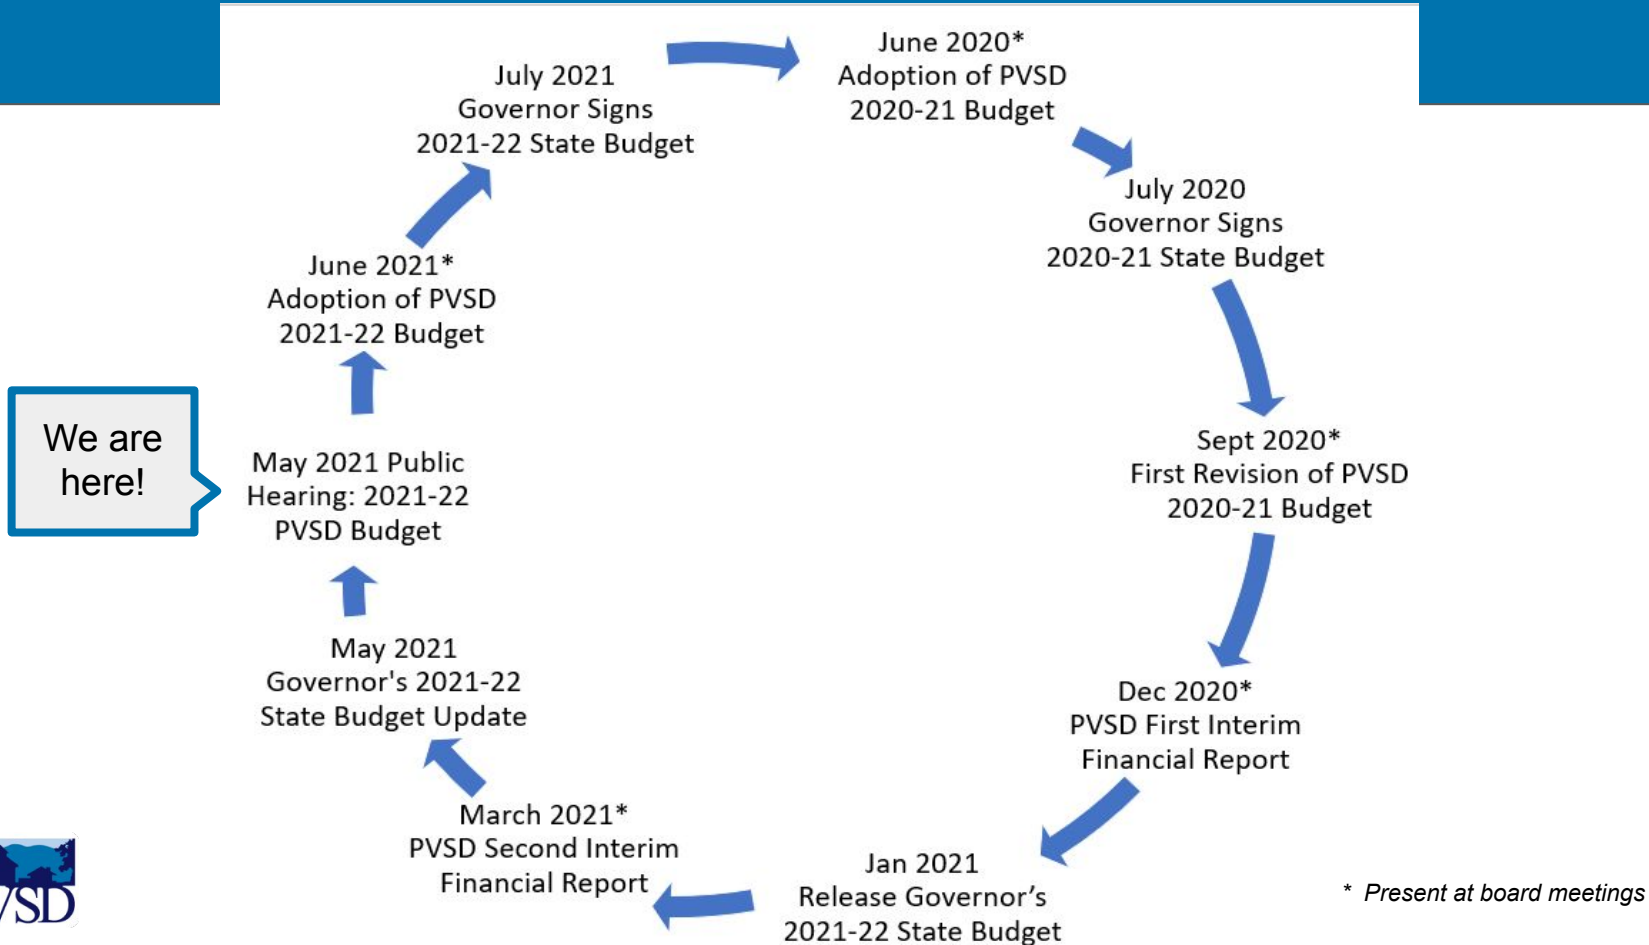 June 2020*
Adoption of PVSD
2020-21 Budget
July 2020
Governor Signs
2020-21 State Budget
Sept 2020*
First Revision of PVSD
2020-21 Budget
Dec 2020*
PVSD First Interim
Financial Report
Jan 2021
Release Governor’s
2021-22 State Budget
March 2021*
PVSD Second Interim
Financial Report
May 2021
Governor's 2021-22
State Budget Update
May 2021 Public
Hearing: 2021-22
PVSD Budget
We are
here!
June 2021*
Adoption of PVSD
2021-22 Budget
July 2021
Governor Signs
2021-22 State Budget
* Present at board meetings
VSD